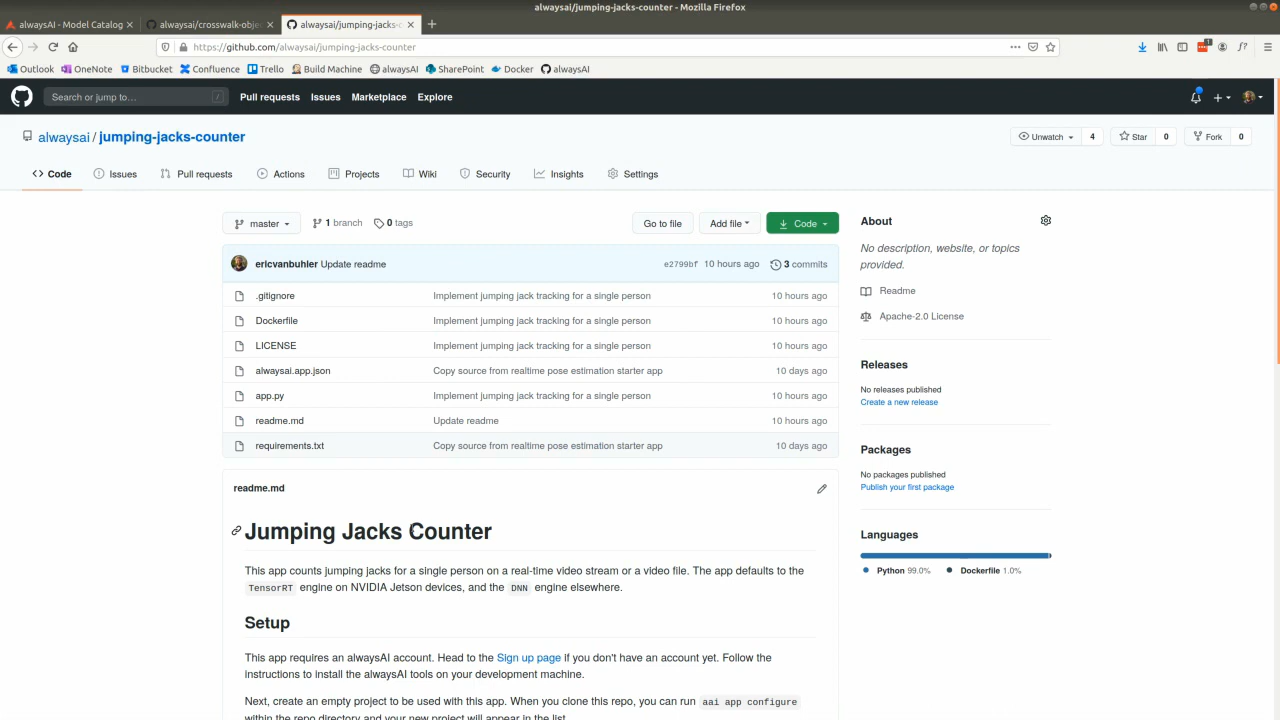 alwaysai/jumping-jacks-counter - Mozilla Firefox
alwaysAI - Model Catalog
alwaysai/crosswalk-obje
alwaysai/jumping-jacks-c
https://github.com/alwaysai/jumping-jacks-counter
Outlook OneNote Bitbucket Confluence Trello Build Machine alwaysAI SharePoint Docker alwaysAI
Search or jump to… / Pull requests Issues Marketplace Explore
alwaysai / jumping-jacks-counter
Unwatch 4 Star 0 Fork 0
Code Issues Pull requests Actions Projects Wiki Security Insights Settings
master 1 branch 0 tags Go to file Add file Code
ericvanbuhler Update readme e2799bf 10 hours ago 3 commits
.gitignore Implement jumping jack tracking for a single person 10 hours ago
Dockerfile Implement jumping jack tracking for a single person 10 hours ago
LICENSE Implement jumping jack tracking for a single person 10 hours ago
alwaysai.app.json Copy source from realtime pose estimation starter app 10 days ago
app.py Implement jumping jack tracking for a single person 10 hours ago
readme.md Update readme 10 hours ago
requirements.txt Copy source from realtime pose estimation starter app 10 days ago
readme.md
Jumping Jacks Counter
This app counts jumping jacks for a single person on a real-time video stream or a video file. The app defaults to the
TensorRT engine on NVIDIA Jetson devices, and the DNN engine elsewhere.
Setup
This app requires an alwaysAI account. Head to the Sign up page if you don't have an account yet. Follow the
instructions to install the alwaysAI tools on your development machine.
Next, create an empty project to be used with this app. When you clone this repo, you can run aai app configure
within the repo directory and your new project will appear in the list.
About
No description, website, or topics
provided.
Readme
Apache-2.0 License
Releases
No releases published
Create a new release
Packages
No packages published
Publish your first package
Languages
Python 99.0% Dockerfile 1.0%